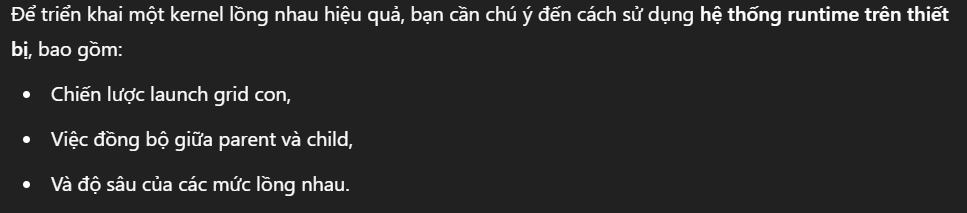 Để triển khai một kernel lồng nhau hiệu quả, bạn cần chú ý đến cách sử dụng hệ thống runtime trên thiết
bị, bao gồm:
• Chiến lược launch grid con,
• Việc đồng bộ giữa parent và child,
• Và độ sâu của các mức lồng nhau.